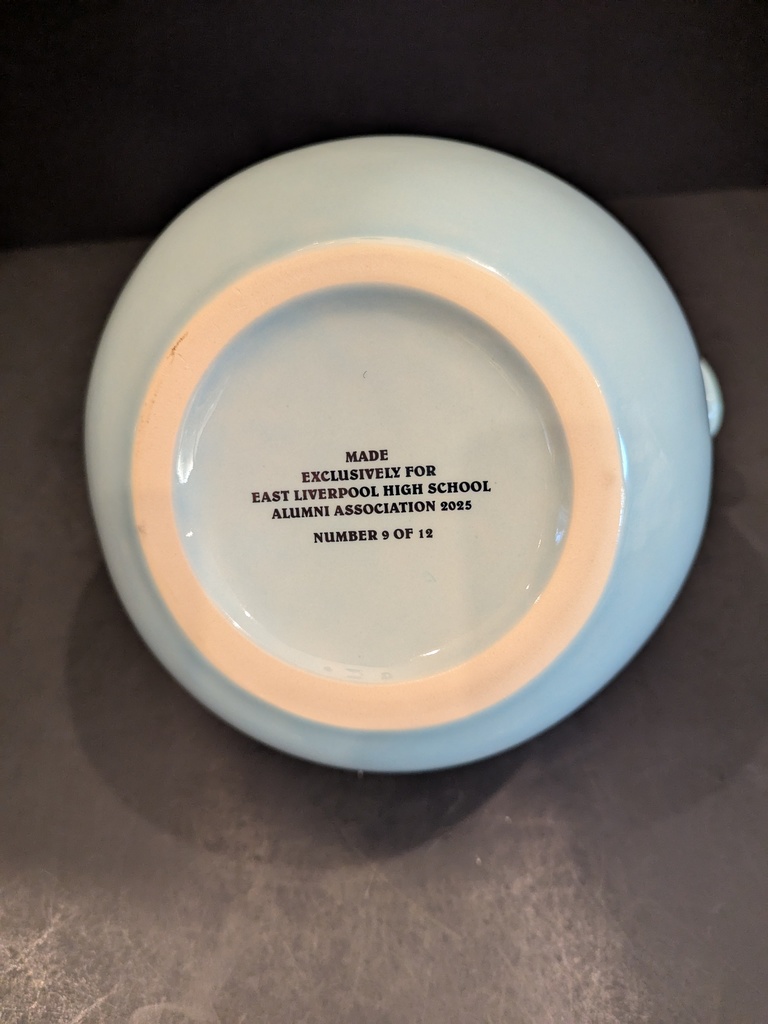 MADE
EXCLUSIVELY FOR
EAST LIVERPOOL HIGH SCHOOL
ALUMNI ASSOCIATION 2025
NUMBER 9 OF 12